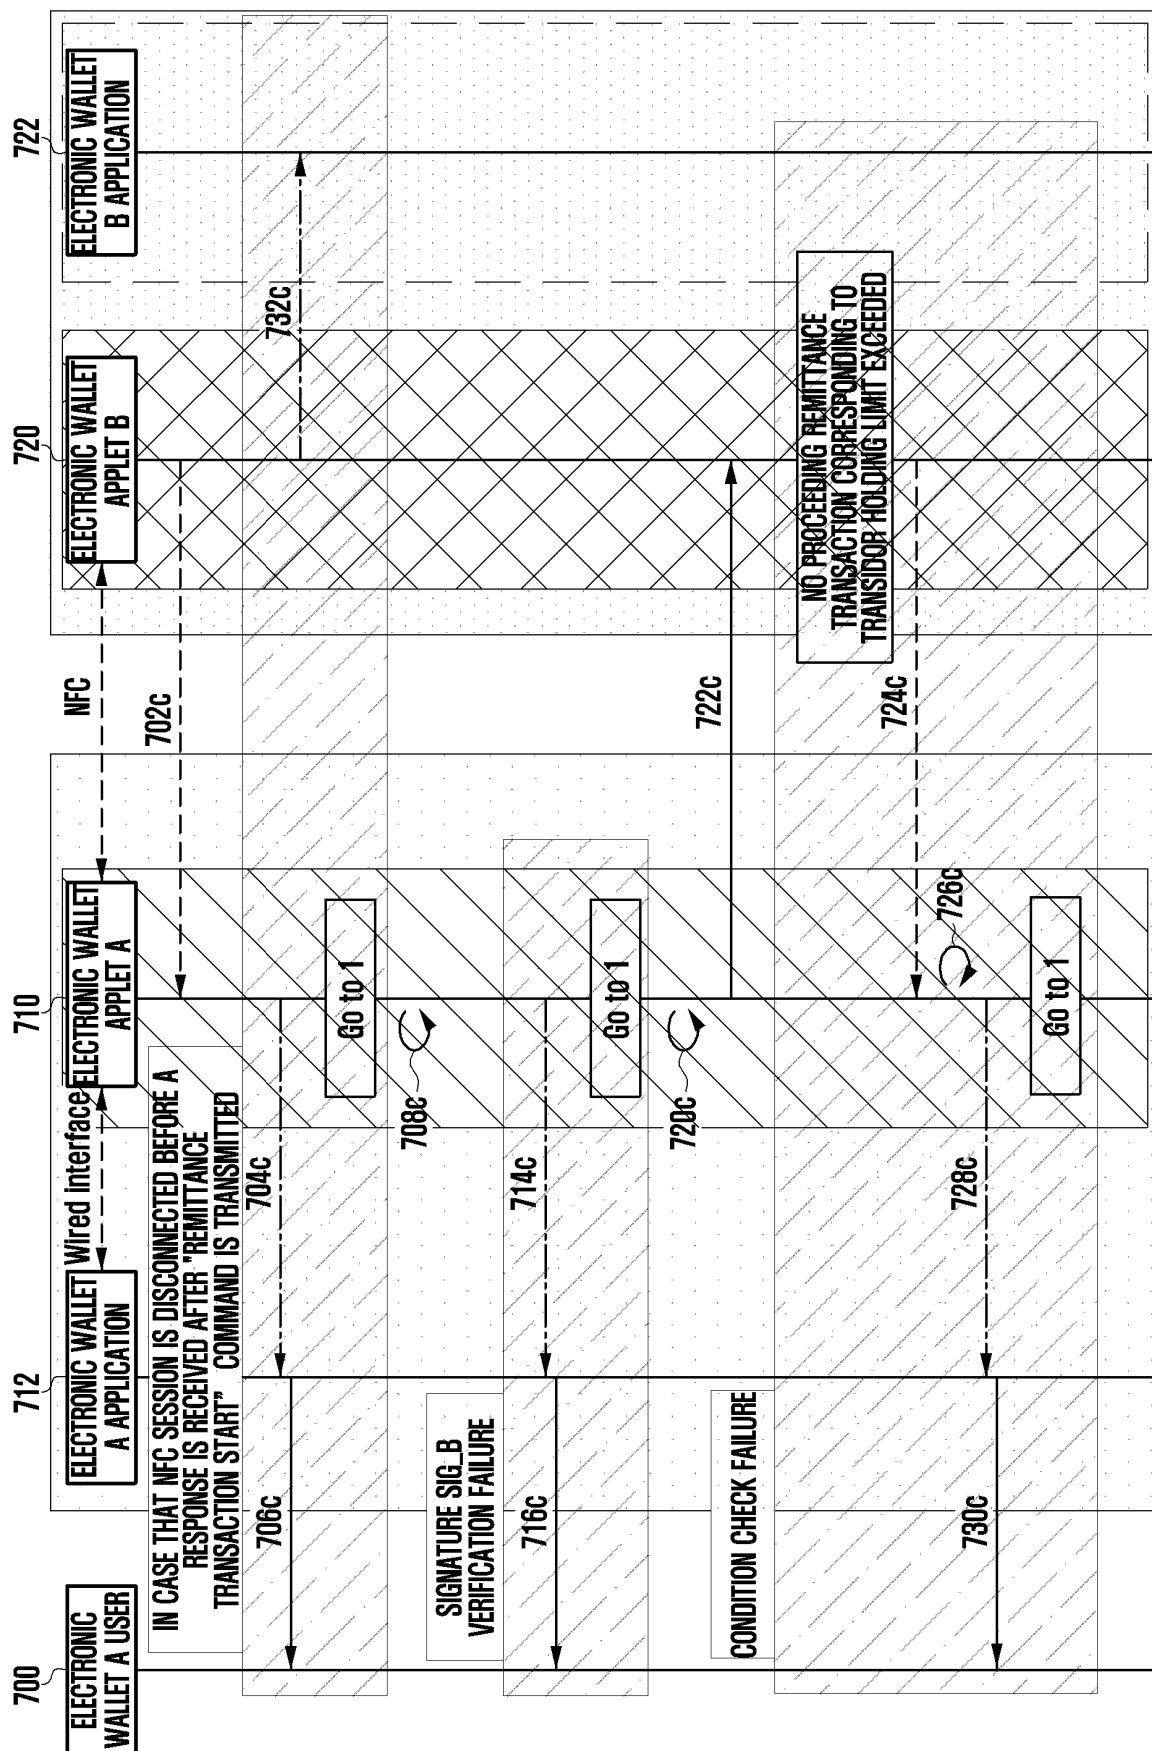 700
712
710
720
722
ELECTRONIC
WALLET A USER
ELECTRONIC WALLET
A APPLICATION
Wired interface
ELECTRONIC WALLET
APPLET A
NFC
ELECTRONIC WALLET
APPLET B
ELECTRONIC WALLET
B APPLICATION
702c
IN CASE THAT NFC SESSION IS DISCONNECTED BEFORE A
RESPONSE IS RECEIVED AFTER "REMITTANCE
TRANSACTION START" COMMAND IS TRANSMITTED
704c
706c
732c
Go to 1
708c
SIGNATURE SIG_B
VERIFICATION FAILURE
714c
716c
Go to 1
720c
722c
CONDITION CHECK FAILURE
NO PROCEEDING REMITTANCE
TRANSACTION CORRESPONDING TO
TRANSIDOR HOLDING LIMIT EXCEEDED
724c
726c
728c
730c
Go to 1